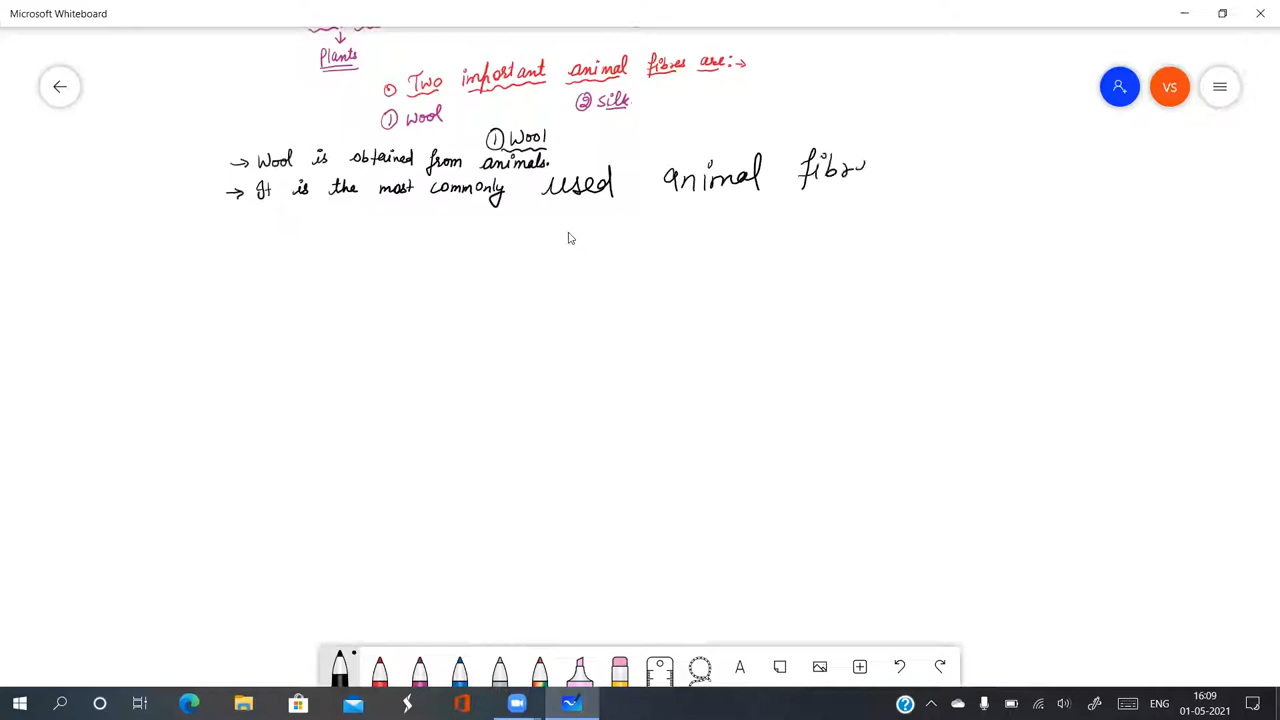 Microsoft Whiteboard
Plants
Two important animal fibres are:→
① Wool
② Silk.
① Wool
→ Wool is obtained from animals.
→ It is the most commonly used animal fibre
VS
A
ENG
16:09
01-05-2021